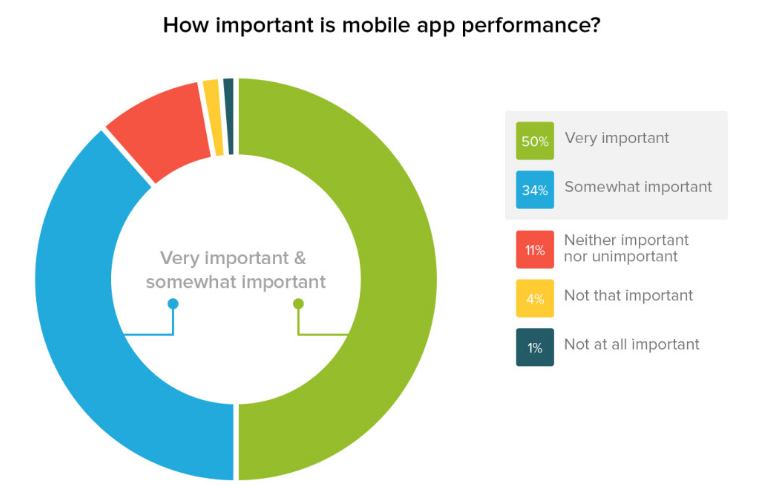 How important is mobile app performance?
Very important &
somewhat important
50% Very important
34% Somewhat important
11% Neither important
nor unimportant
4% Not that important
1% Not at all important